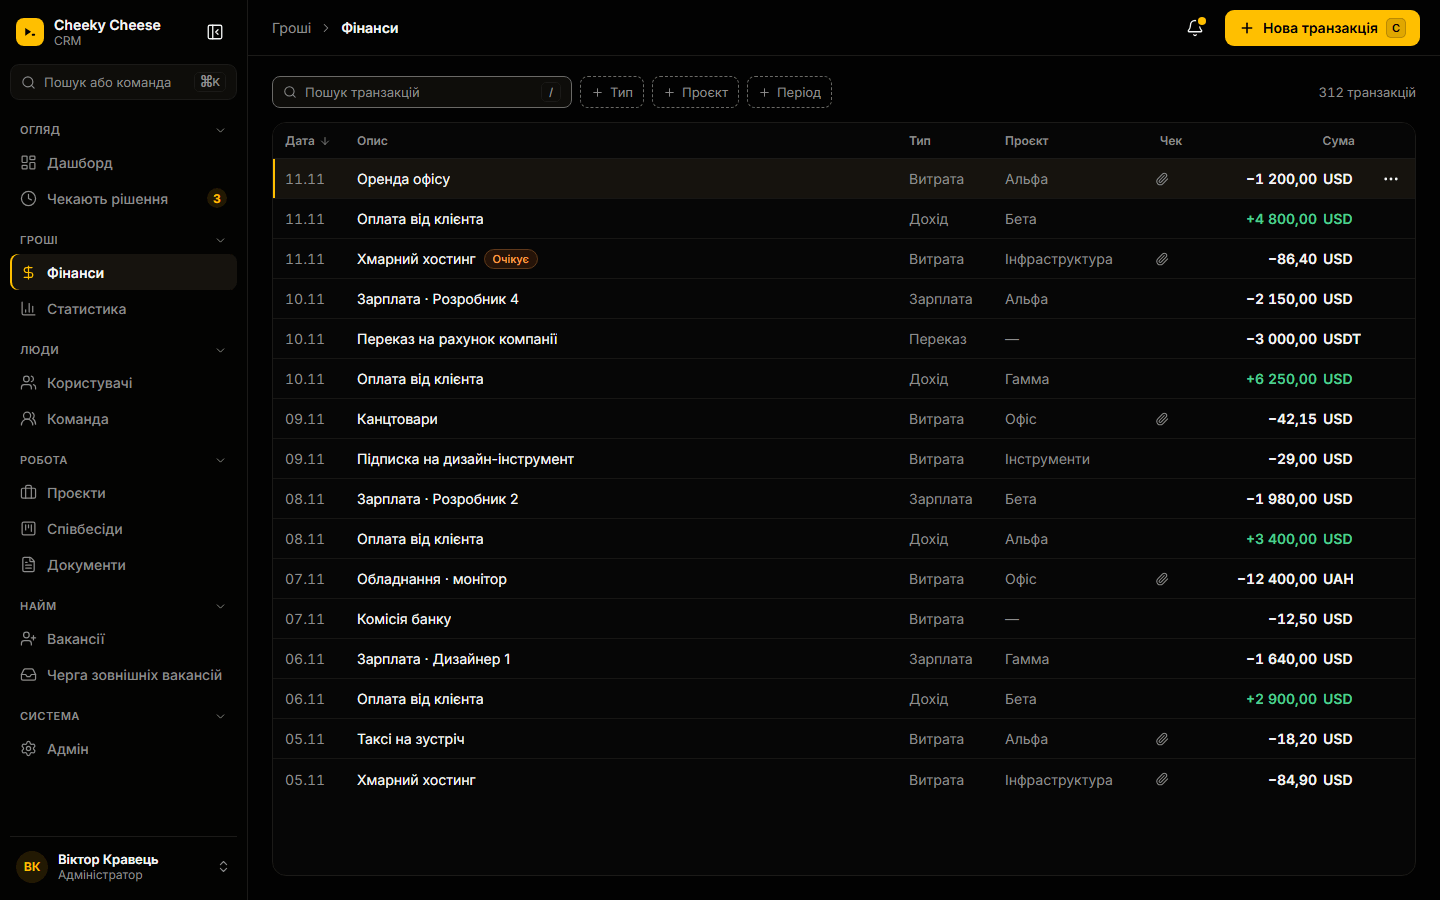 Cheeky Cheese
CRM
Пошук або команда ⌘K
ОГЛЯД
Дашборд
Чекають рішення 3
ГРОШІ
Фінанси
Статистика
ЛЮДИ
Користувачі
Команда
РОБОТА
Проєкти
Співбесіди
Документи
НАЙМ
Вакансії
Черга зовнішніх вакансій
СИСТЕМА
Адмін
ВК Віктор Кравець
Адміністратор
Гроші > Фінанси
+ Нова транзакція C
Пошук транзакцій /
+ Тип
+ Проєкт
+ Період
312 транзакцій
Дата ↓ Опис Тип Проєкт Чек Сума
11.11 Оренда офісу Витрата Альфа −1 200,00 USD
11.11 Оплата від клієнта Дохід Бета +4 800,00 USD
11.11 Хмарний хостинг Очікує Витрата Інфраструктура −86,40 USD
10.11 Зарплата · Розробник 4 Зарплата Альфа −2 150,00 USD
10.11 Переказ на рахунок компанії Переказ — −3 000,00 USDT
10.11 Оплата від клієнта Дохід Гамма +6 250,00 USD
09.11 Канцтовари Витрата Офіс −42,15 USD
09.11 Підписка на дизайн-інструмент Витрата Інструменти −29,00 USD
08.11 Зарплата · Розробник 2 Зарплата Бета −1 980,00 USD
08.11 Оплата від клієнта Дохід Альфа +3 400,00 USD
07.11 Обладнання · монітор Витрата Офіс −12 400,00 UAH
07.11 Комісія банку Витрата — −12,50 USD
06.11 Зарплата · Дизайнер 1 Зарплата Гамма −1 640,00 USD
06.11 Оплата від клієнта Дохід Бета +2 900,00 USD
05.11 Таксі на зустріч Витрата Альфа −18,20 USD
05.11 Хмарний хостинг Витрата Інфраструктура −84,90 USD